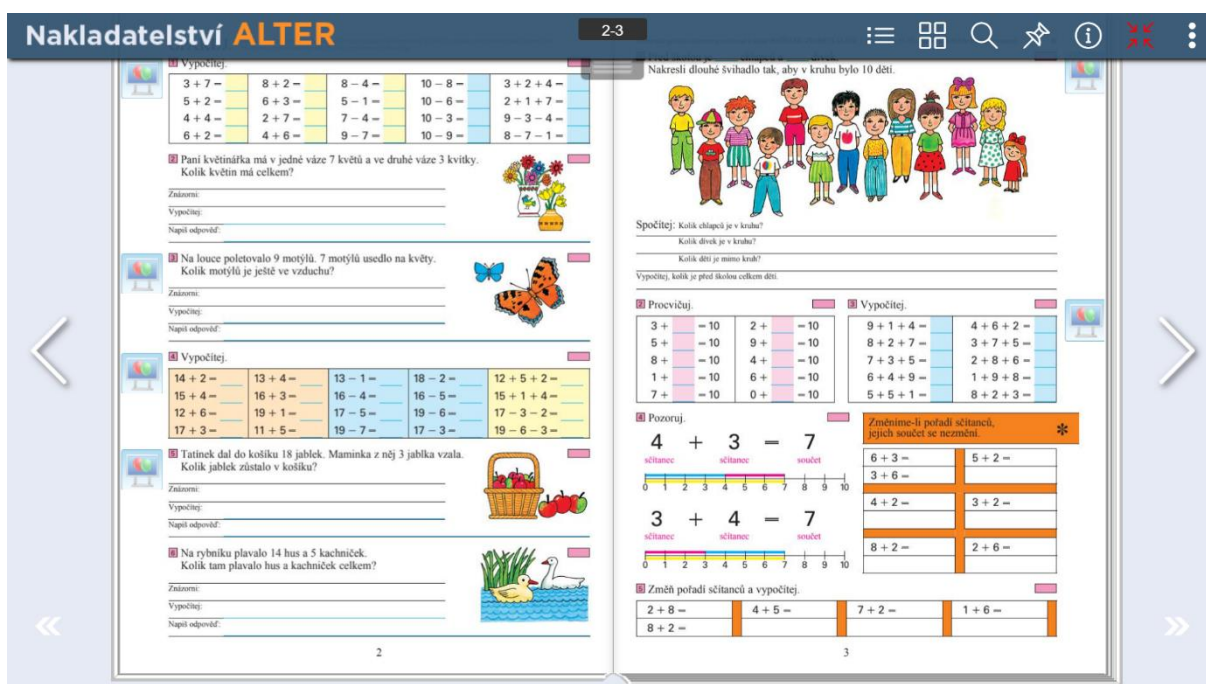 Nakladatelství ALTER
2-3
1 Vypočítej.
3 + 7 = 8 + 2 = 8 − 4 = 10 − 8 = 3 + 2 + 4 =
5 + 2 = 6 + 3 = 5 − 1 = 10 − 6 = 2 + 1 + 7 =
4 + 4 = 2 + 7 = 7 − 4 = 10 − 3 = 9 − 3 − 4 =
6 + 2 = 4 + 6 = 9 − 7 = 10 − 9 = 8 − 7 − 1 =
2 Paní květinářka má v jedné váze 7 květů a ve druhé váze 3 kvítky.
Kolik květin má celkem?
Znázorni:
Vypočítej:
Napiš odpověď:
3 Na louce poletovalo 9 motýlů. 7 motýlů usedlo na květy.
Kolik motýlů je ještě ve vzduchu?
Znázorni:
Vypočítej:
Napiš odpověď:
4 Vypočítej.
14 + 2 = 13 + 4 = 13 − 1 = 18 − 2 = 12 + 5 + 2 =
15 + 4 = 16 + 3 = 16 − 4 = 16 − 5 = 15 + 1 + 4 =
12 + 6 = 19 + 1 = 17 − 5 = 19 − 6 = 17 − 3 − 2 =
17 + 3 = 11 + 5 = 19 − 7 = 17 − 3 = 19 − 6 − 3 =
5 Tatínek dal do košíku 18 jablek. Maminka z něj 3 jablka vzala.
Kolik jablek zůstalo v košíku?
Znázorni:
Vypočítej:
Napiš odpověď:
6 Na rybníku plavalo 14 hus a 5 kachniček.
Kolik tam plavalo hus a kachniček celkem?
Znázorni:
Vypočítej:
Napiš odpověď:
2
Nakresli dlouhé švihadlo tak, aby v kruhu bylo 10 dětí.
Spočítej: Kolik chlapců je v kruhu?
Kolik dívek je v kruhu?
Kolik dětí je mimo kruh?
Vypočítej, kolik je před školou celkem dětí.
2 Procvičuj.
3 + = 10 2 + = 10
5 + = 10 9 + = 10
8 + = 10 4 + = 10
1 + = 10 6 + = 10
7 + = 10 0 + = 10
3 Vypočítej.
9 + 1 + 4 = 4 + 6 + 2 =
8 + 2 + 7 = 3 + 7 + 5 =
7 + 3 + 5 = 2 + 8 + 6 =
6 + 4 + 9 = 1 + 9 + 8 =
5 + 5 + 1 = 8 + 2 + 3 =
4 Pozoruj.
4 + 3 = 7
sčítanec sčítanec součet
0 1 2 3 4 5 6 7 8 9 10
3 + 4 = 7
sčítanec sčítanec součet
0 1 2 3 4 5 6 7 8 9 10
Změníme-li pořadí sčítanců,
jejich součet se nezmění. *
6 + 3 = 5 + 2 =
3 + 6 =
4 + 2 = 3 + 2 =
8 + 2 = 2 + 6 =
5 Změň pořadí sčítanců a vypočítej.
2 + 8 = 4 + 5 = 7 + 2 = 1 + 6 =
8 + 2 =
3